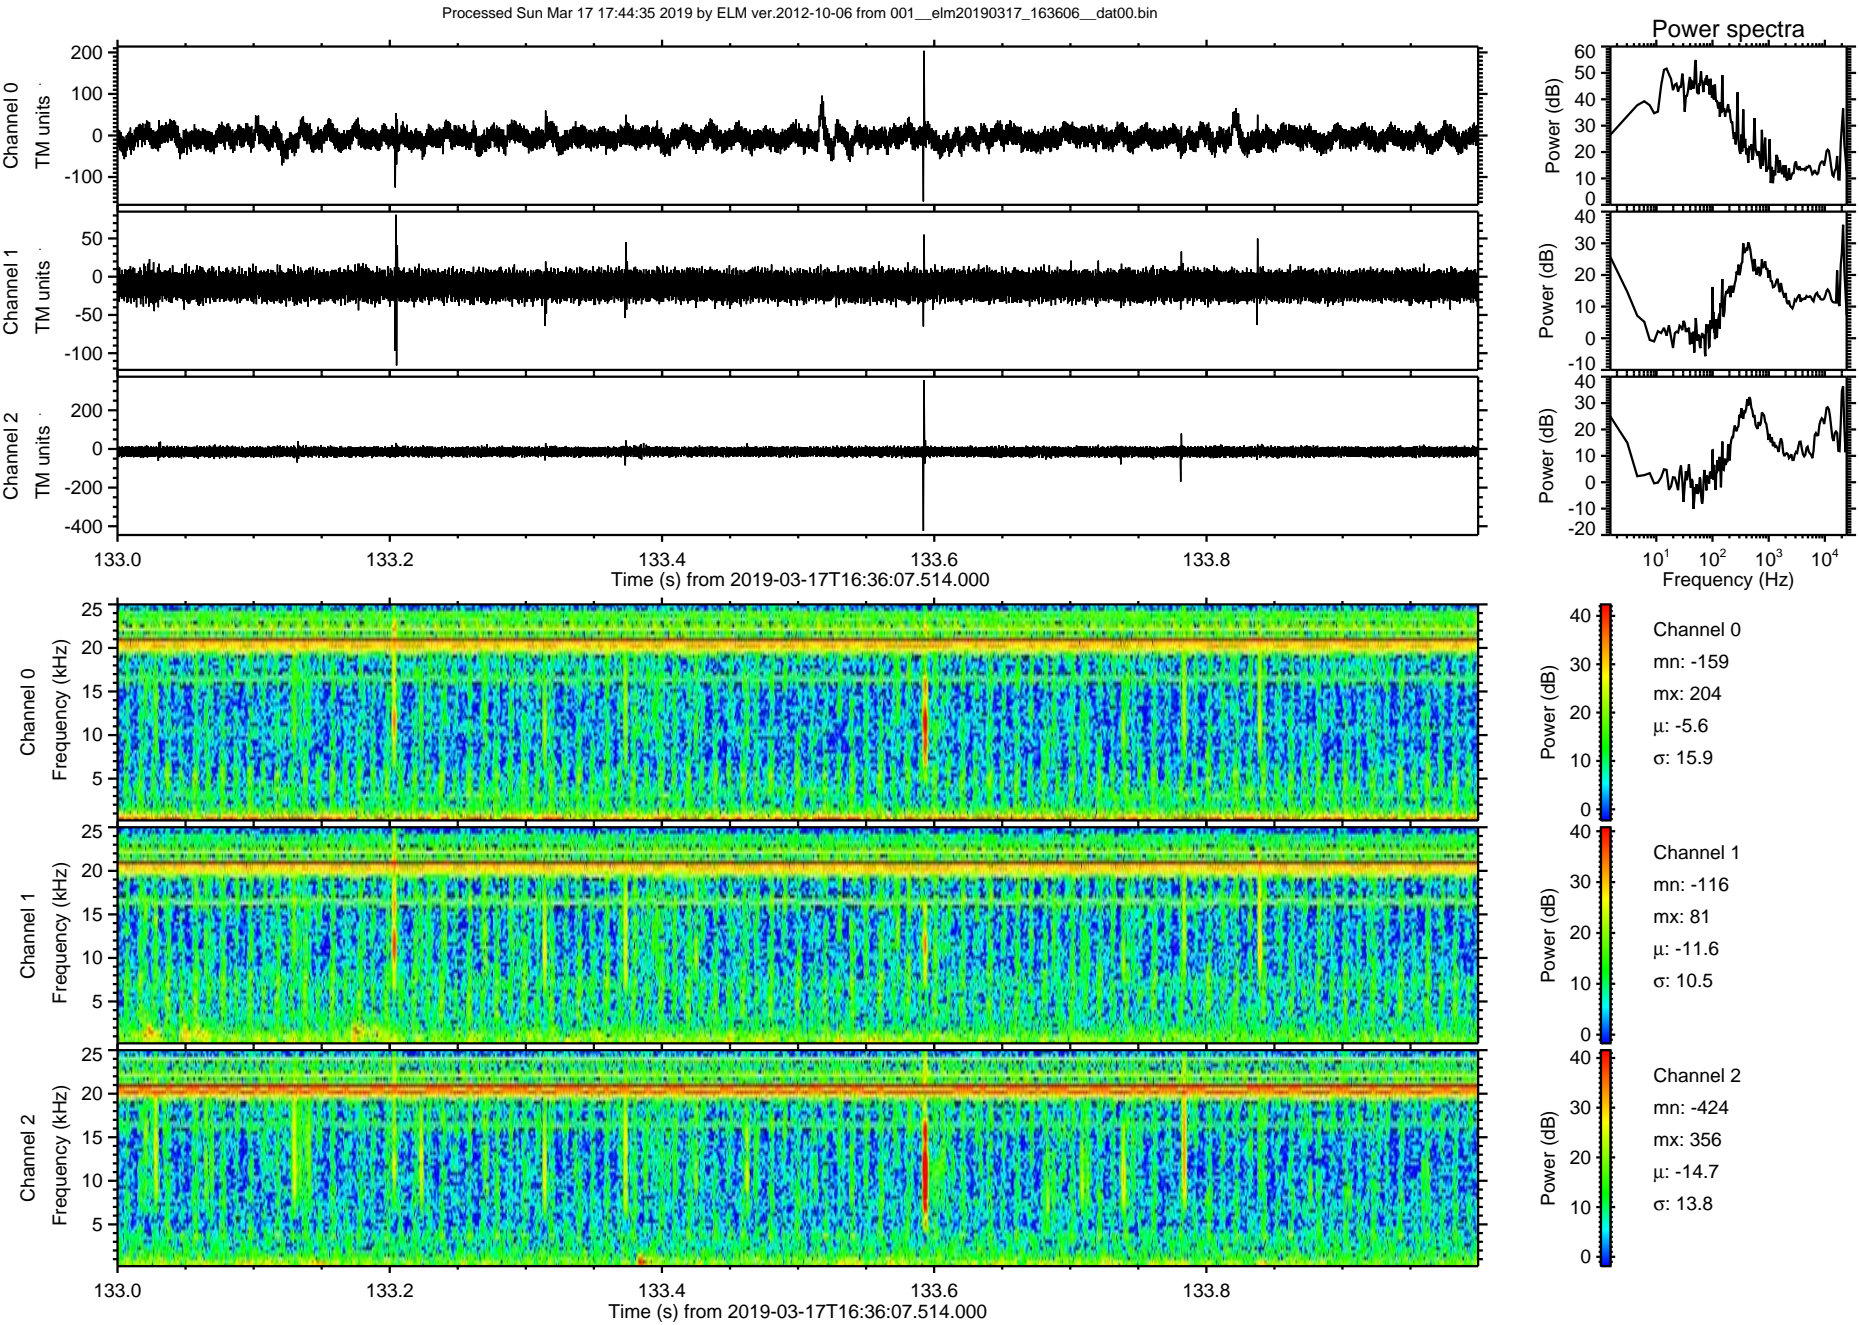 Processed Sun Mar 17 17:44:35 2019 by ELM ver.2012-10-06 from 001__elm20190317_163606__dat00.bin
Power spectra
Channel 0
TM units
200
100
0
-100
Power (dB)
60
50
40
30
20
10
0
Channel 1
TM units
50
0
-50
-100
Power (dB)
40
30
20
10
0
-10
Channel 2
TM units
200
0
-200
-400
Power (dB)
40
30
20
10
0
-10
-20
133.0 133.2 133.4 133.6 133.8
Time (s) from 2019-03-17T16:36:07.514.000
10^1 10^2 10^3 10^4
Frequency (Hz)
Channel 0
Frequency (kHz)
25
20
15
10
5
Power (dB)
40
30
20
10
0
Channel 0
mn: -159
mx: 204
µ: -5.6
σ: 15.9
Channel 1
Frequency (kHz)
25
20
15
10
5
Power (dB)
40
30
20
10
0
Channel 1
mn: -116
mx: 81
µ: -11.6
σ: 10.5
Channel 2
Frequency (kHz)
25
20
15
10
5
Power (dB)
40
30
20
10
0
Channel 2
mn: -424
mx: 356
µ: -14.7
σ: 13.8
133.0 133.2 133.4 133.6 133.8
Time (s) from 2019-03-17T16:36:07.514.000